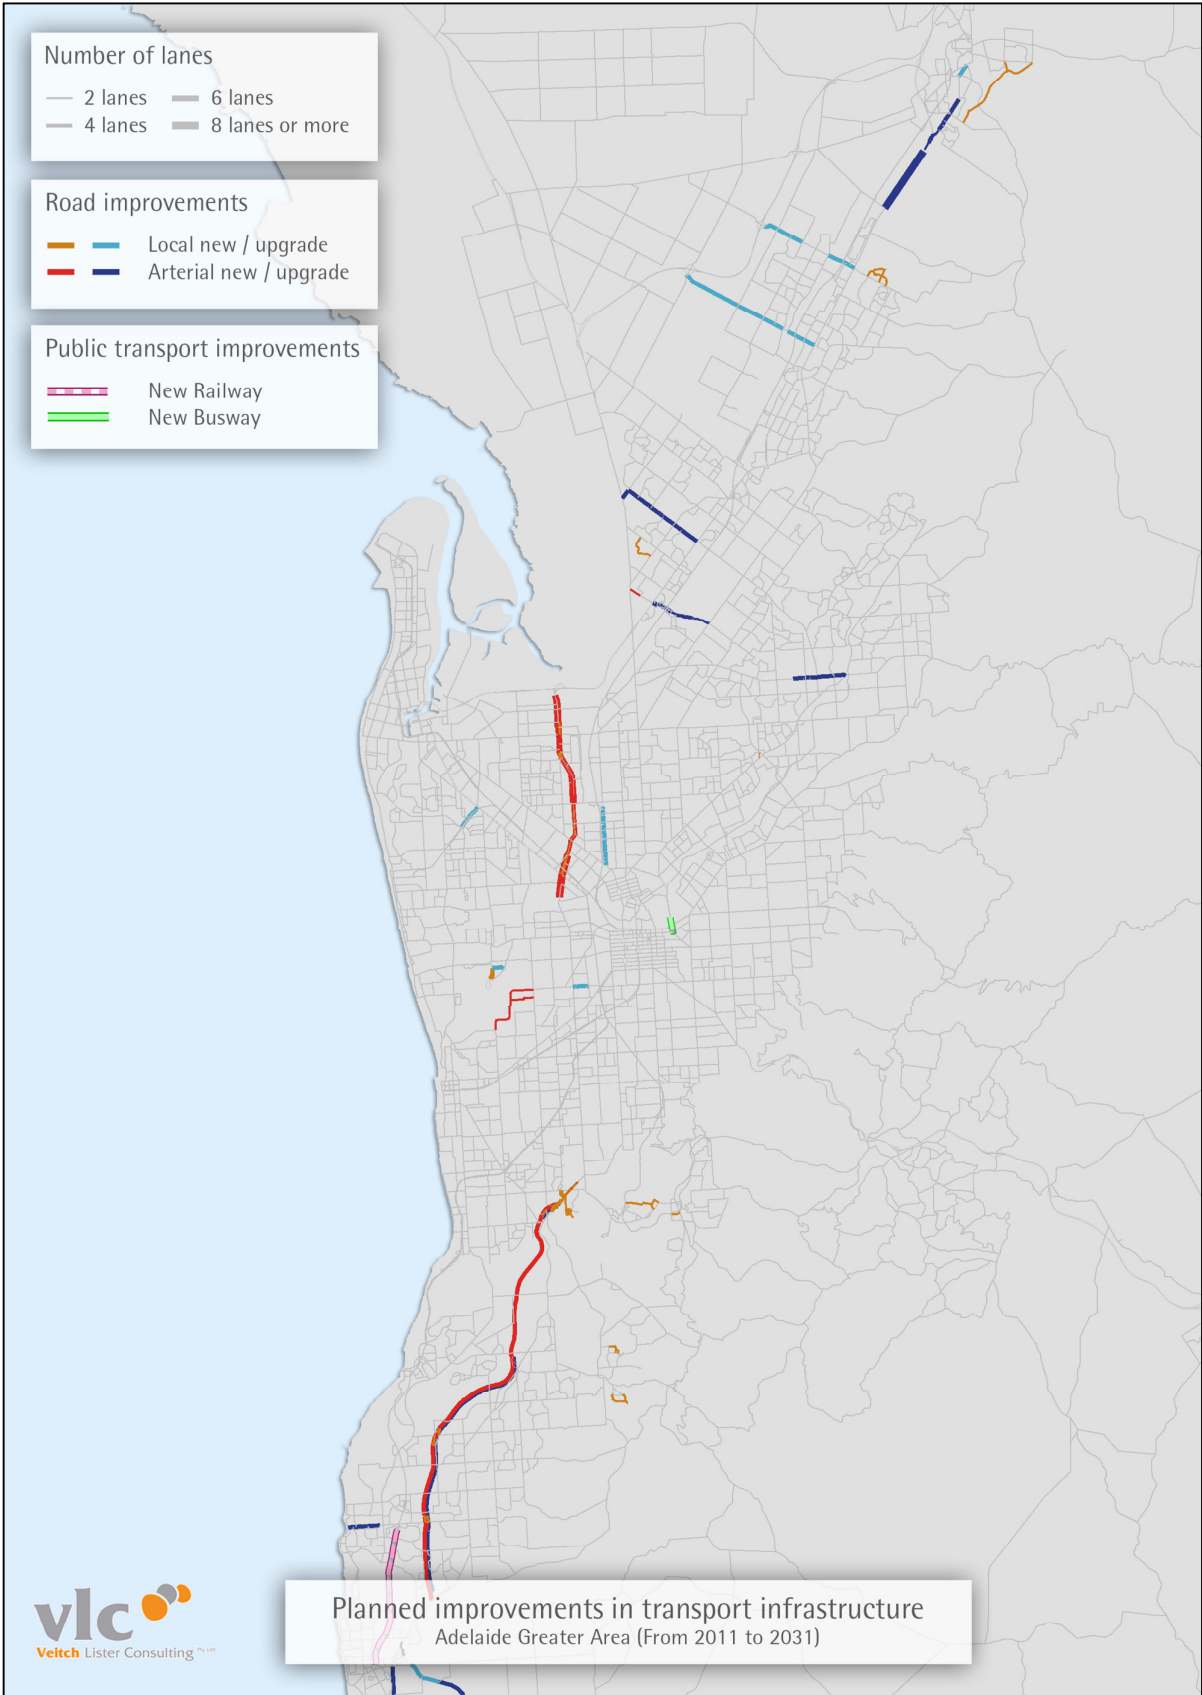 Number of lanes
2 lanes 6 lanes
4 lanes 8 lanes or more
Road improvements
Local new / upgrade
Arterial new / upgrade
Public transport improvements
New Railway
New Busway
vlc
Veitch Lister Consulting Pty Ltd
Planned improvements in transport infrastructure
Adelaide Greater Area (From 2011 to 2031)